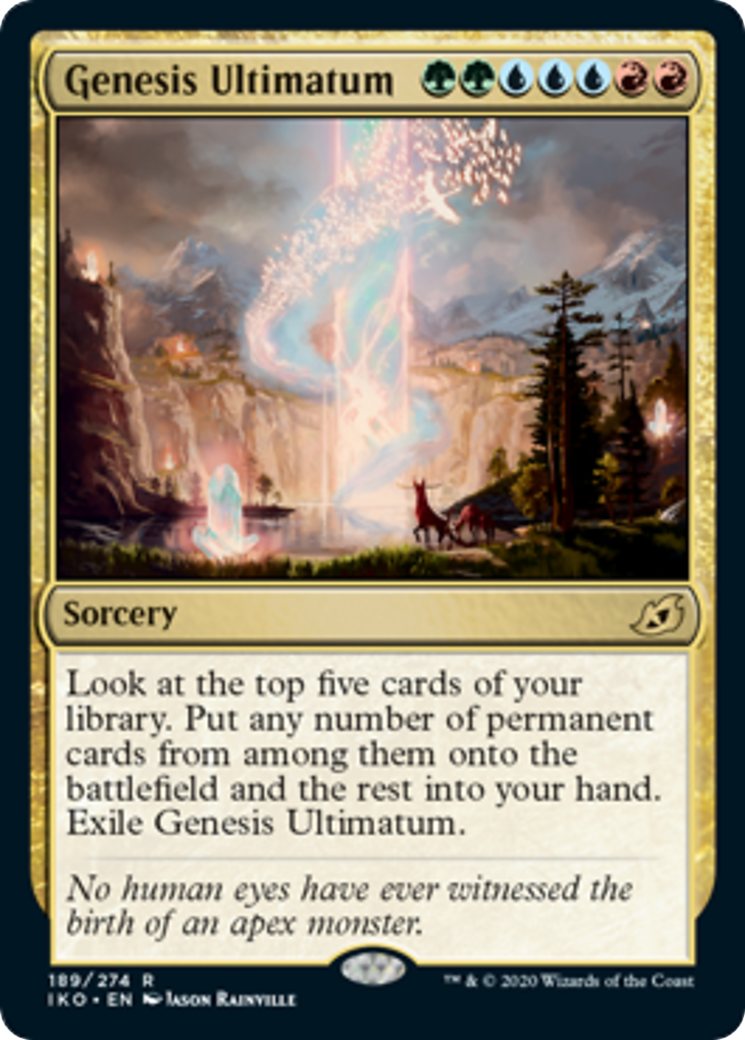 Genesis Ultimatum
Sorcery
Look at the top five cards of your
library. Put any number of permanent
cards from among them onto the
battlefield and the rest into your hand.
Exile Genesis Ultimatum.
No human eyes have ever witnessed the
birth of an apex monster.
189/274 R
IKO • EN Jason Rainville
™ & © 2020 Wizards of the Coast